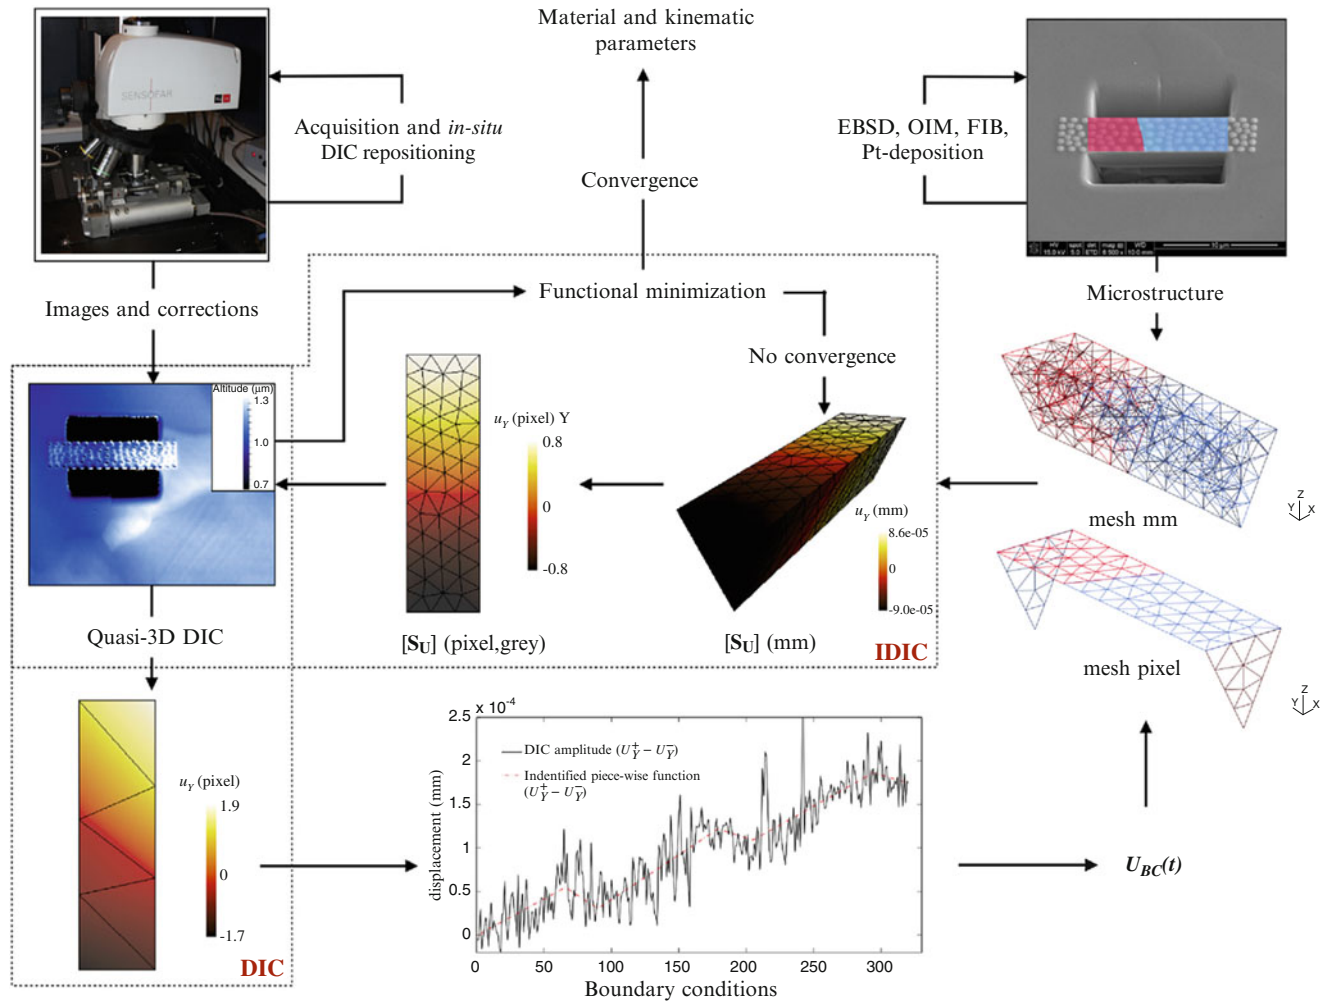 Material and kinematic
parameters
SENSOFAR
Acquisition and in-situ
DIC repositioning
EBSD, OIM, FIB,
Pt-deposition
Convergence
Images and corrections
Functional minimization
Microstructure
No convergence
Altitude (µm)
1.3
1.0
0.7
u_Y (pixel) Y
0.8
0
-0.8
u_Y (mm)
8.6e-05
0
-9.0e-05
mesh mm
Z
Y X
Quasi-3D DIC
[S_U] (pixel,grey)
[S_U] (mm)
IDIC
mesh pixel
Z
Y X
u_Y (pixel)
1.9
0
-1.7
DIC
2.5 x 10^-4
2
1.5
1
0.5
0
displacement (mm)
DIC amplitude (U_Y^+ − U_Y^-)
Indentified piece-wise function
(U_Y^+ − U_Y^-)
0 50 100 150 200 250 300
Boundary conditions
U_BC(t)